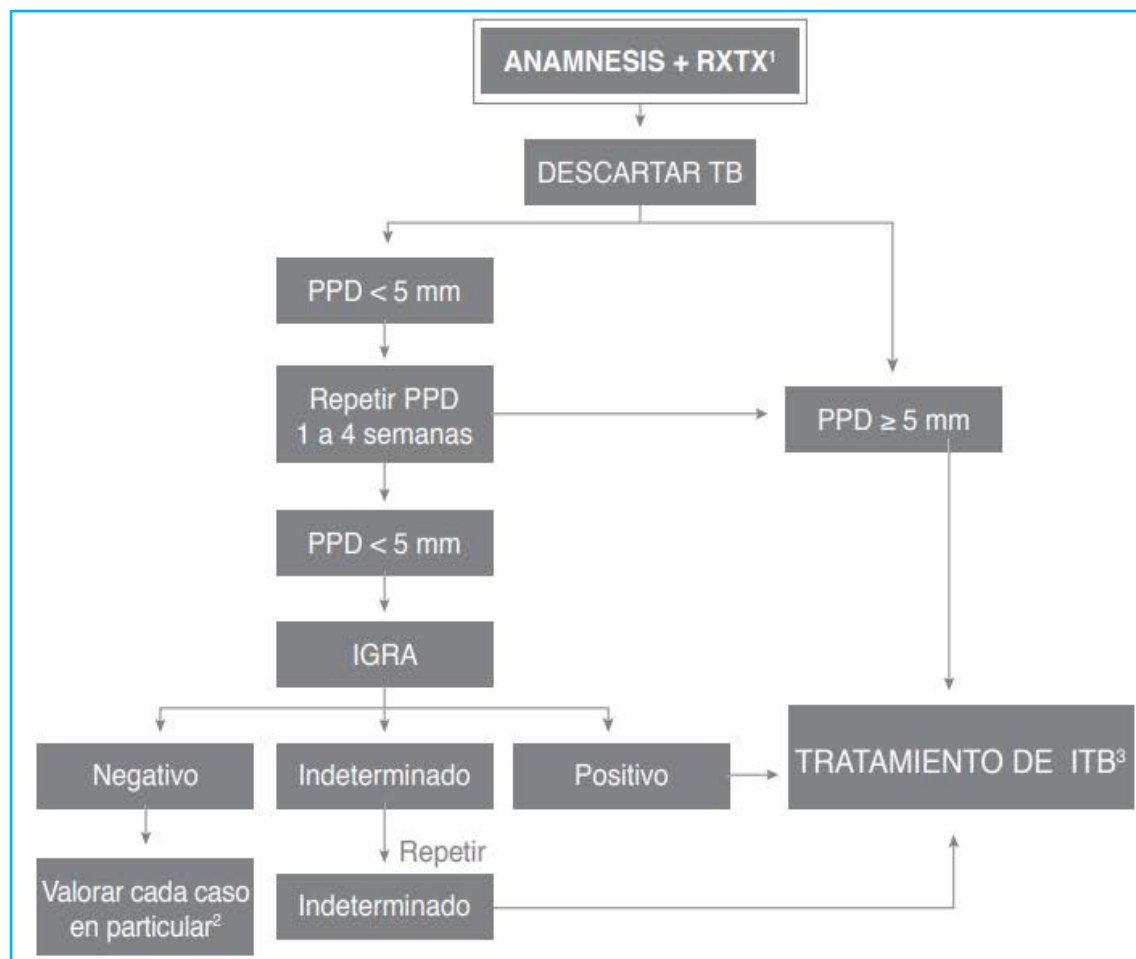 ANAMNESIS + RXTX¹
DESCARTAR TB
PPD < 5 mm
Repetir PPD
1 a 4 semanas
PPD ≥ 5 mm
PPD < 5 mm
IGRA
Negativo
Indeterminado
Positivo
TRATAMIENTO DE ITB³
Repetir
Valorar cada caso
en particular²
Indeterminado